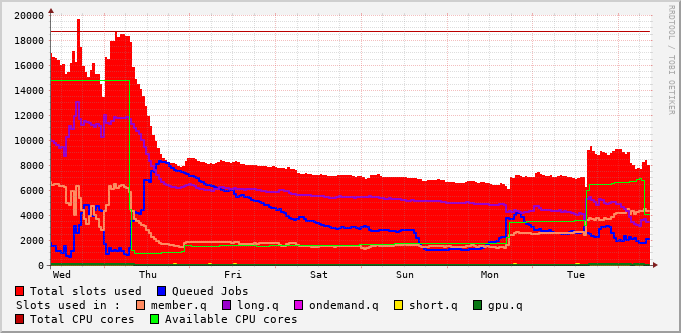 20000
18000
16000
14000
12000
10000
8000
6000
4000
2000
0
Wed Thu Fri Sat Sun Mon Tue
RRDTOOL / TOBI OETIKER
Total slots used Queued Jobs
Slots used in : member.q long.q ondemand.q short.q gpu.q
Total CPU cores Available CPU cores